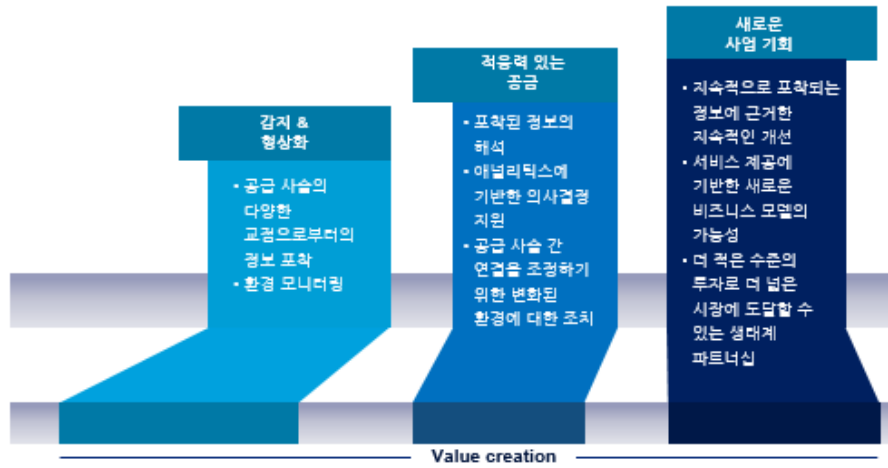 감지 &
형상화
▪ 공급 사슬의
다양한
교점으로부터의
정보 포착
▪ 환경 모니터링
적응력 있는
공급
▪ 포착된 정보의
해석
▪ 애널리틱스에
기반한 의사결정
지원
▪ 공급 사슬 간
연결을 조정하기
위한 변화된
환경에 대한 조치
새로운
사업 기회
▪ 지속적으로 포착되는
정보에 근거한
지속적인 개선
▪ 서비스 제공에
기반한 새로운
비즈니스 모델의
가능성
▪ 더 적은 수준의
투자로 더 넓은
시장에 도달할 수
있는 생태계
파트너십
Value creation